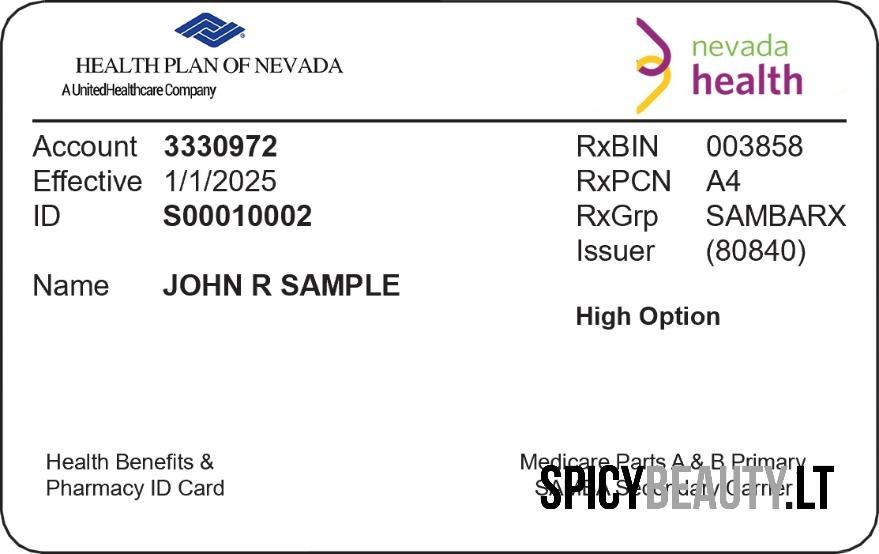 HEALTH PLAN OF NEVADA
A UnitedHealthcare Company
nevada
health
Account 3330972
Effective 1/1/2025
ID S00010002
Name JOHN R SAMPLE
RxBIN 003858
RxPCN A4
RxGrp SAMBARX
Issuer (80840)
High Option
Health Benefits &
Pharmacy ID Card
Medicare Parts A & B Primary
SAMBA Secondary Carrier
SPICYBEAUTY.LT